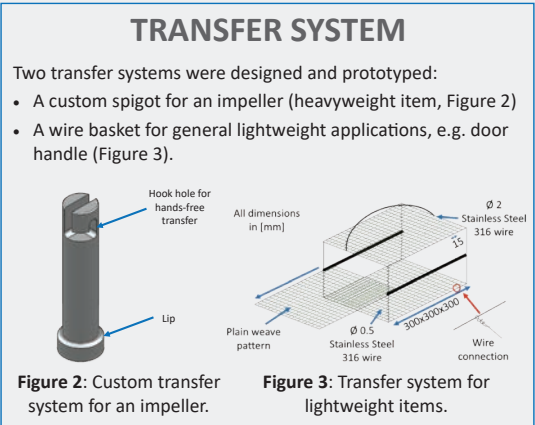 TRANSFER SYSTEM
Two transfer systems were designed and prototyped:
• A custom spigot for an impeller (heavyweight item, Figure 2)
• A wire basket for general lightweight applications, e.g. door
handle (Figure 3).
Hook hole for
hands-free
transfer
Lip
Figure 2: Custom transfer
system for an impeller.
All dimensions
in [mm]
Ø 2
Stainless Steel
316 wire
15
300x300x300
Plain weave
pattern
Ø 0.5
Stainless Steel
316 wire
Wire
connection
Figure 3: Transfer system for
lightweight items.